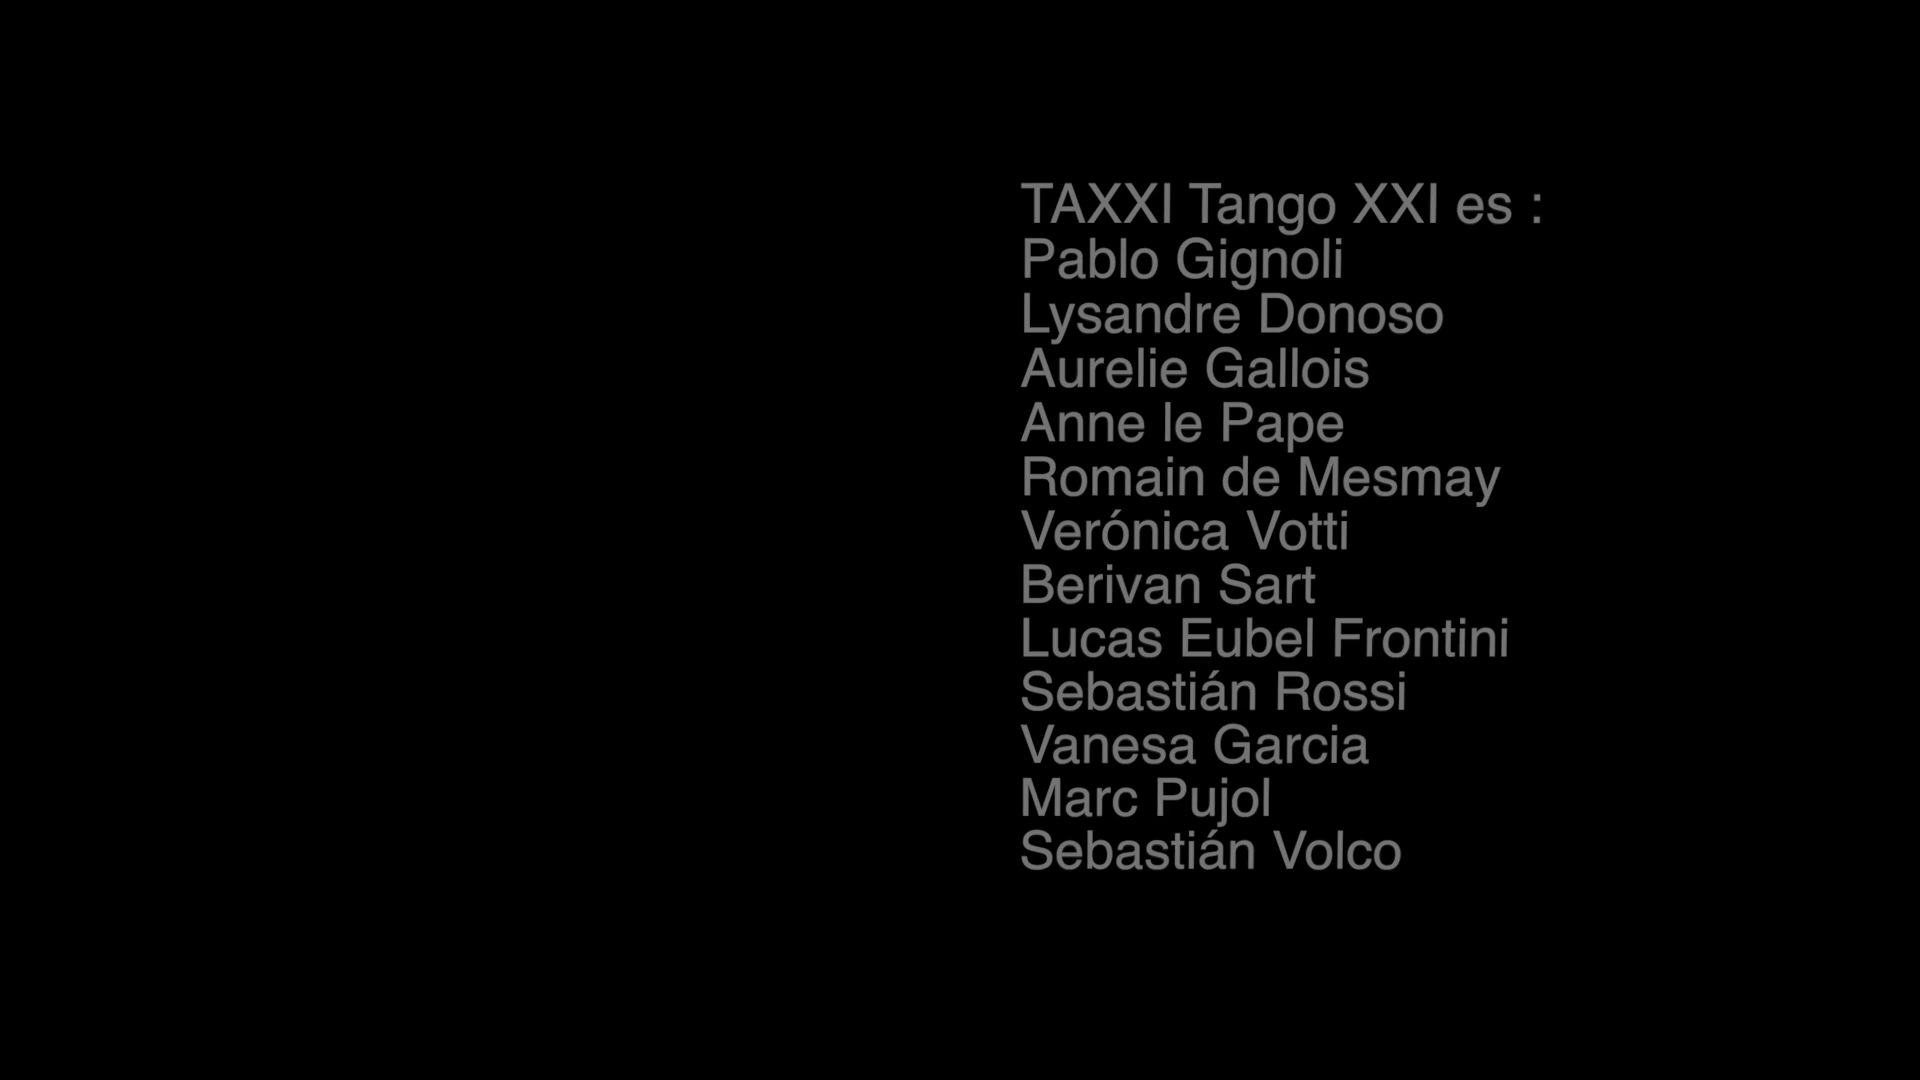 TAXXI Tango XXI es :
Pablo Gignoli
Lysandre Donoso
Aurelie Gallois
Anne le Pape
Romain de Mesmay
Verónica Votti
Berivan Sart
Lucas Eubel Frontini
Sebastián Rossi
Vanesa Garcia
Marc Pujol
Sebastián Volco